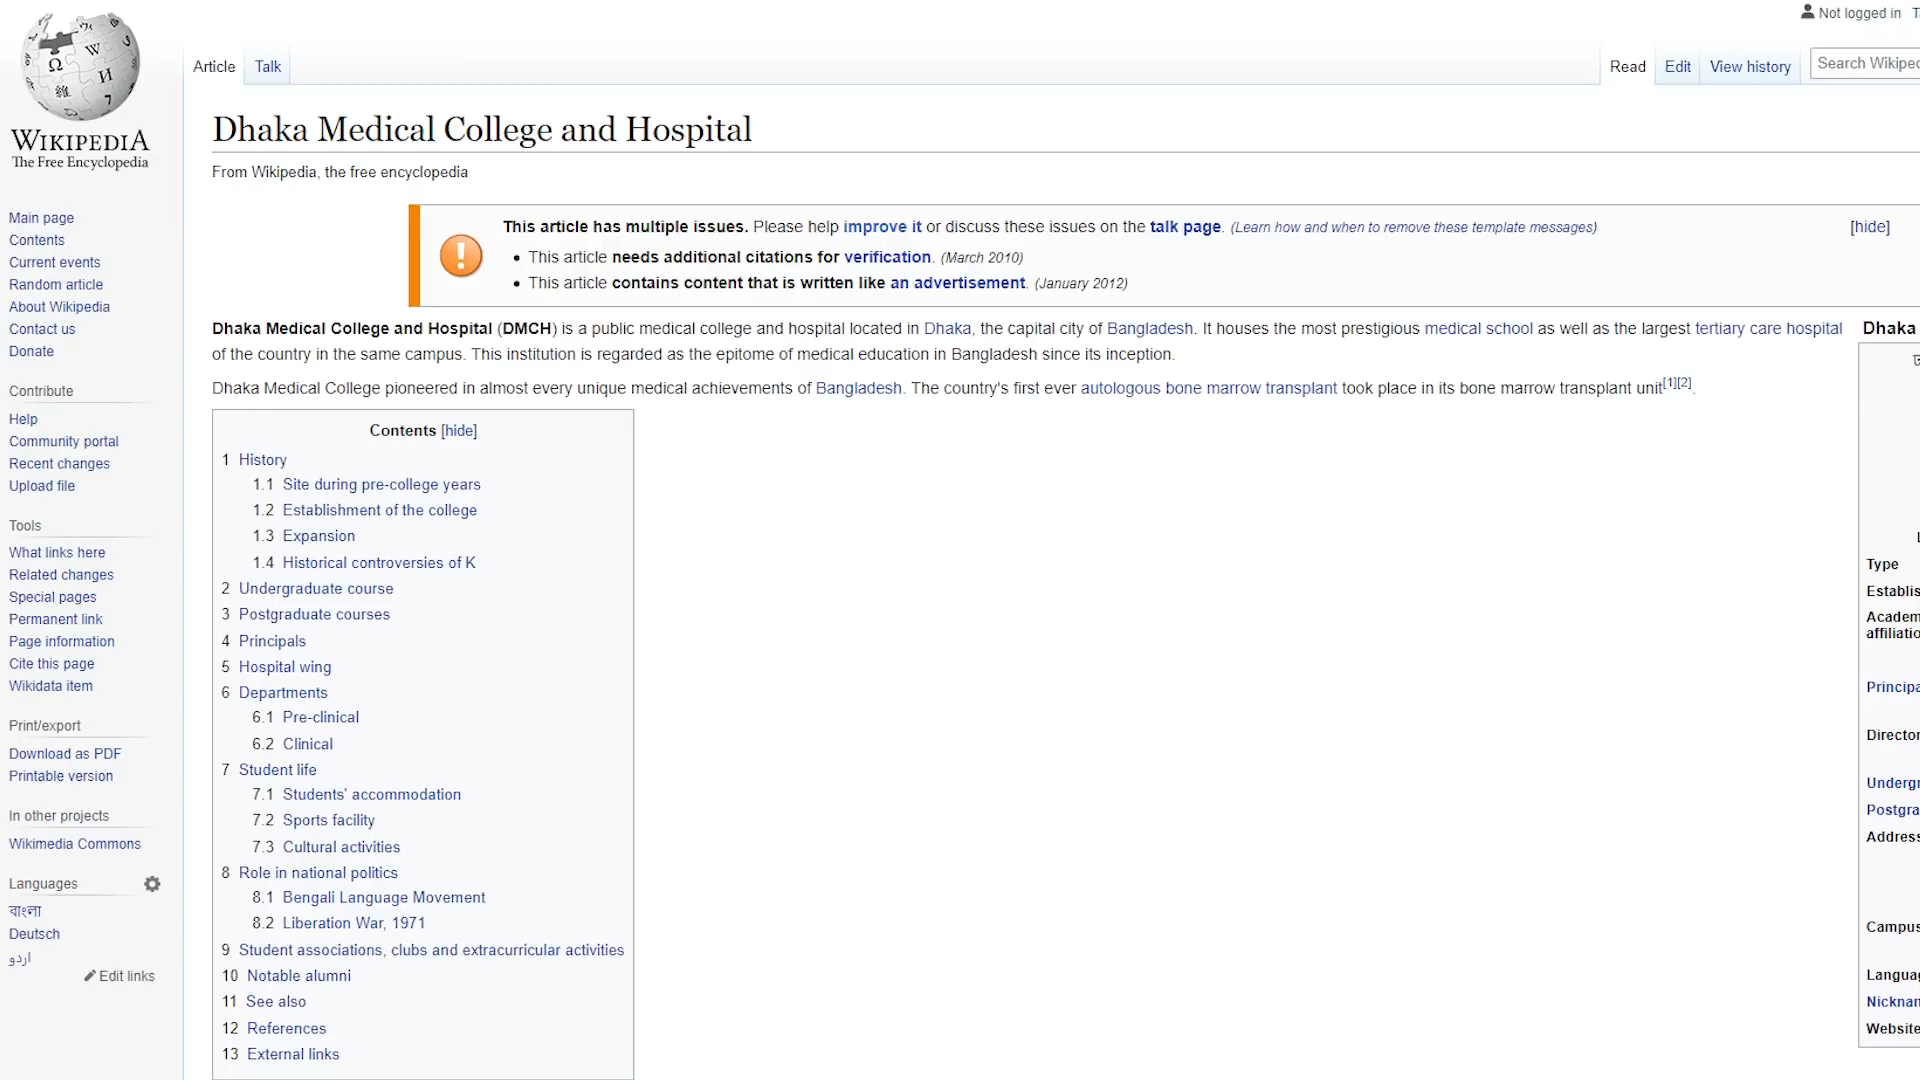 Not logged in
Article
Talk
Read
Edit
View history
Search
WIKIPEDIA
The Free Encyclopedia
Main page
Contents
Current events
Random article
About Wikipedia
Contact us
Donate
Contribute
Help
Community portal
Recent changes
Upload file
Tools
What links here
Related changes
Special pages
Permanent link
Page information
Cite this page
Wikidata item
Print/export
Download as PDF
Printable version
In other projects
Wikimedia Commons
Languages
বাংলা
Deutsch
اردو
Edit links
Dhaka Medical College and Hospital
From Wikipedia, the free encyclopedia
This article has multiple issues. Please help improve it or discuss these issues on the talk page. (Learn how and when to remove these template messages)
[hide]
• This article needs additional citations for verification. (March 2010)
• This article contains content that is written like an advertisement. (January 2012)
Dhaka Medical College and Hospital (DMCH) is a public medical college and hospital located in Dhaka, the capital city of Bangladesh. It houses the most prestigious medical school as well as the largest tertiary care hospital
of the country in the same campus. This institution is regarded as the epitome of medical education in Bangladesh since its inception.
Dhaka Medical College pioneered in almost every unique medical achievements of Bangladesh. The country's first ever autologous bone marrow transplant took place in its bone marrow transplant unit[1][2].
Contents [hide]
1 History
1.1 Site during pre-college years
1.2 Establishment of the college
1.3 Expansion
1.4 Historical controversies of K
2 Undergraduate course
3 Postgraduate courses
4 Principals
5 Hospital wing
6 Departments
6.1 Pre-clinical
6.2 Clinical
7 Student life
7.1 Students' accommodation
7.2 Sports facility
7.3 Cultural activities
8 Role in national politics
8.1 Bengali Language Movement
8.2 Liberation War, 1971
9 Student associations, clubs and extracurricular activities
10 Notable alumni
11 See also
12 References
13 External links
Dhaka
Type